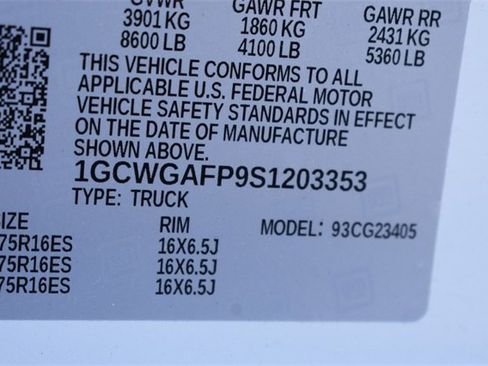 GVWR GAWR FRT GAWR RR
3901 KG 1860 KG 2431 KG
8600 LB 4100 LB 5360 LB
THIS VEHICLE CONFORMS TO ALL
APPLICABLE U.S. FEDERAL MOTOR
VEHICLE SAFETY STANDARDS IN EFFECT
ON THE DATE OF MANUFACTURE
SHOWN ABOVE.
1GCWGAFP9S1203353
TYPE: TRUCK
SIZE RIM MODEL: 93CG23405
75R16ES 16X6.5J
75R16ES 16X6.5J
75R16ES 16X6.5J